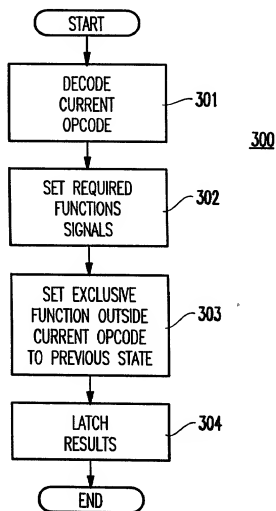 START
DECODE
CURRENT
OPCODE
301
300
SET REQUIRED
FUNCTIONS
SIGNALS
302
SET EXCLUSIVE
FUNCTION OUTSIDE
CURRENT OPCODE
TO PREVIOUS STATE
303
LATCH
RESULTS
304
END